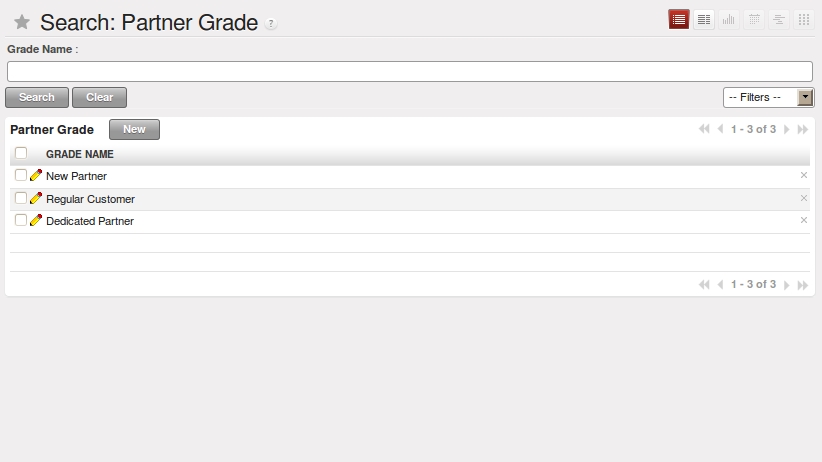 Search: Partner Grade ?
Grade Name :
Search Clear -- Filters --
Partner Grade New 1 - 3 of 3
GRADE NAME
New Partner
Regular Customer
Dedicated Partner
1 - 3 of 3